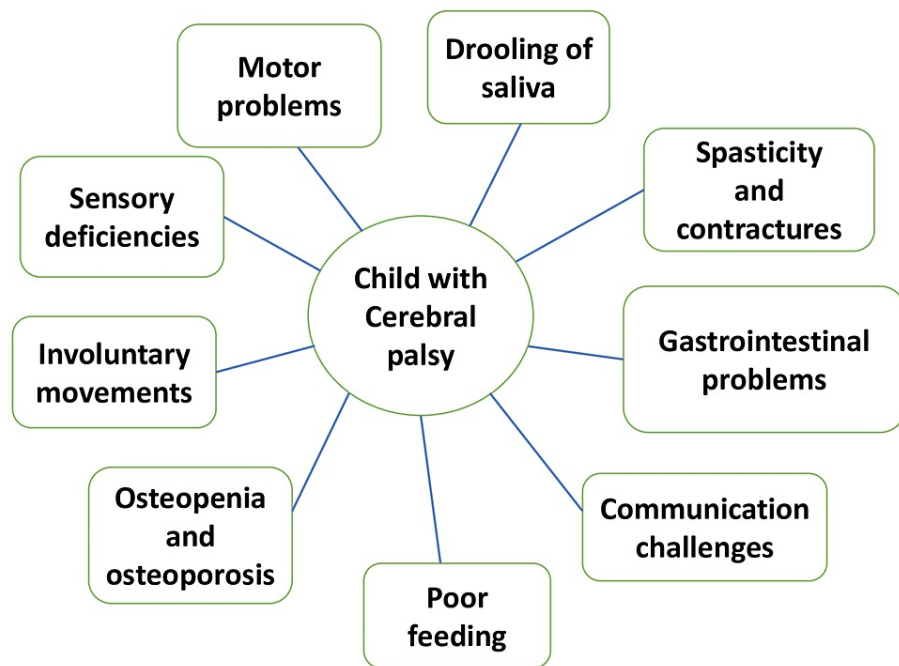 Drooling of
saliva
Motor
problems
Spasticity
and
contractures
Sensory
deficiencies
Child with
Cerebral
palsy
Gastrointestinal
problems
Involuntary
movements
Osteopenia
and
osteoporosis
Communication
challenges
Poor
feeding